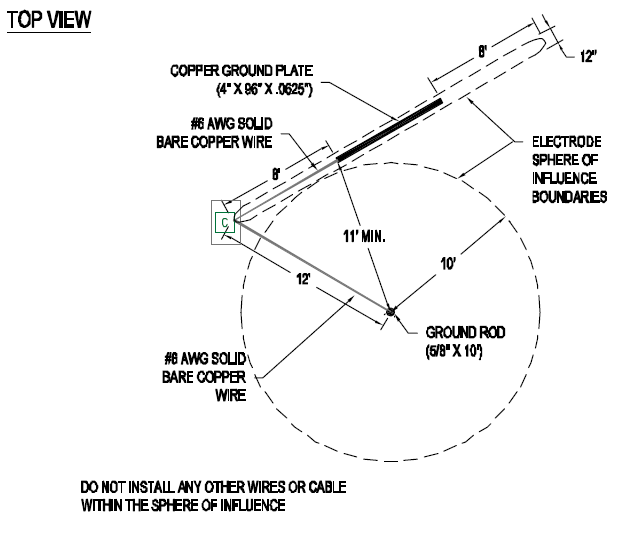 TOP VIEW
8'
12"
COPPER GROUND PLATE
(4" X 96" X .0625")
#6 AWG SOLID
BARE COPPER WIRE
ELECTRODE
SPHERE OF
INFLUENCE
BOUNDARIES
8'
C
11' MIN.
10'
12'
GROUND ROD
(5/8" X 10')
#6 AWG SOLID
BARE COPPER
WIRE
DO NOT INSTALL ANY OTHER WIRES OR CABLE
WITHIN THE SPHERE OF INFLUENCE